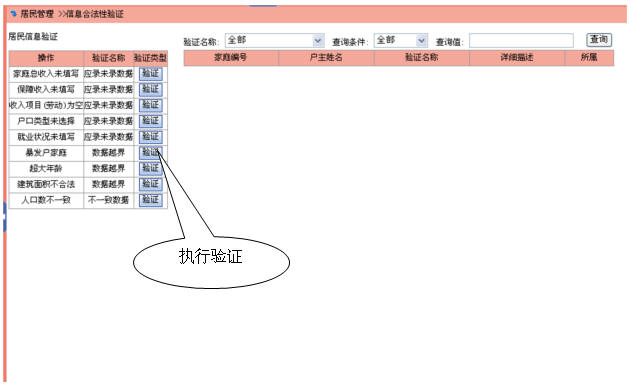 居民管理 >>信息合法性验证
居民信息验证
验证名称: 全部 查询条件: 全部 查询值: 查询
操作 验证名称 验证类型
家庭总收入未填写 应录未录数据 验证
保障收入未填写 应录未录数据 验证
收入项目(劳动)为空 应录未录数据 验证
户口类型未选择 应录未录数据 验证
就业状况未填写 应录未录数据 验证
暴发户家庭 数据越界 验证
超大年龄 数据越界 验证
建筑面积不合法 数据越界 验证
人口数不一致 不一致数据 验证
家庭编号 户主姓名 验证名称 详细描述 所属
执行验证